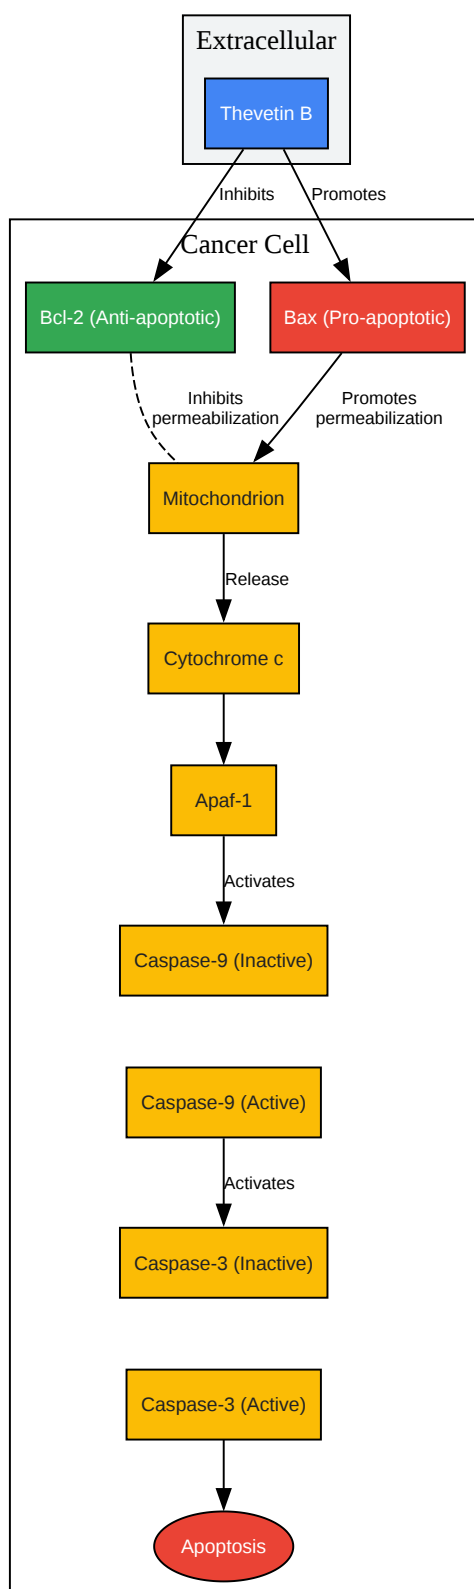 Extracellular
Thevetin B
Inhibits
Promotes
Cancer Cell
Bcl-2 (Anti-apoptotic)
Bax (Pro-apoptotic)
Inhibits
permeabilization
Promotes
permeabilization
Mitochondrion
Release
Cytochrome c
Apaf-1
Activates
Caspase-9 (Inactive)
Caspase-9 (Active)
Activates
Caspase-3 (Inactive)
Caspase-3 (Active)
Apoptosis